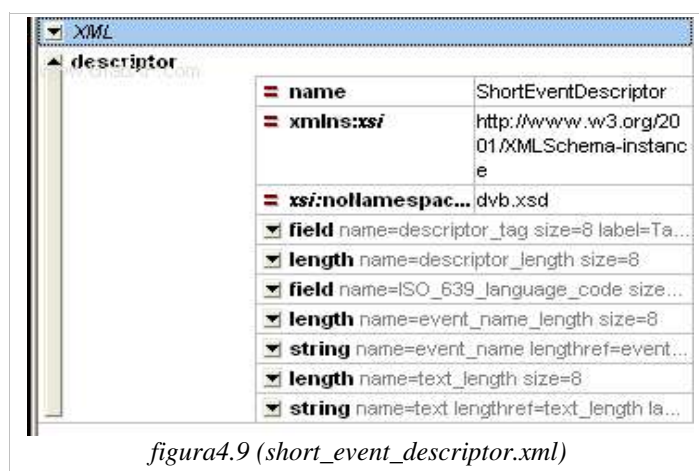 XML
descriptor
= name ShortEventDescriptor
= xmlns:xsi http://www.w3.org/20
01/XMLSchema-instanc
e
= xsi:noNamespac... dvb.xsd
field name=descriptor_tag size=8 label=Ta...
length name=descriptor_length size=8
field name=ISO_639_language_code size...
length name=event_name_length size=8
string name=event_name lengthref=event...
length name=text_length size=8
string name=text lengthref=text_length la...
figura4.9 (short_event_descriptor.xml)